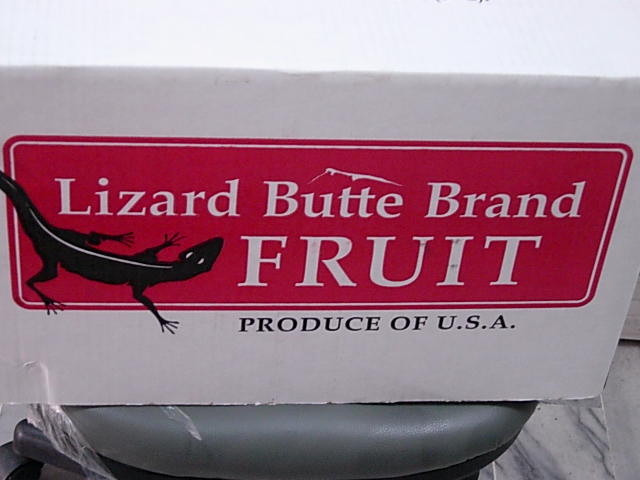 Lizard Butte Brand
FRUIT
PRODUCE OF U.S.A.